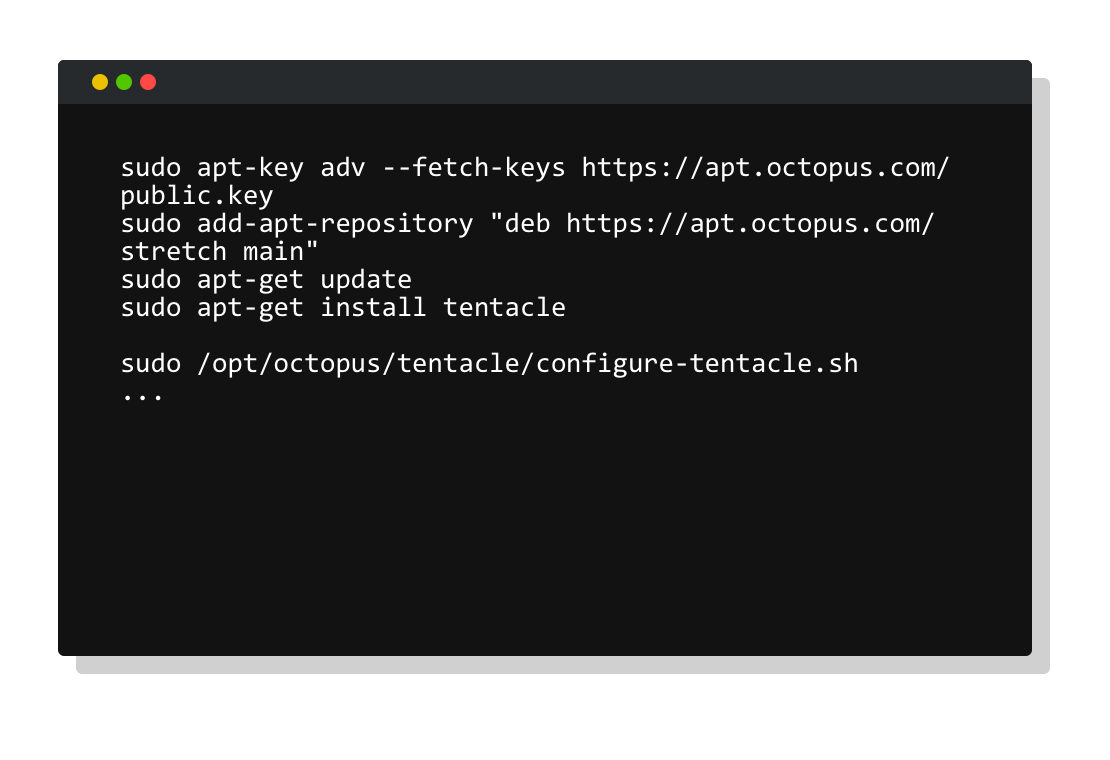 sudo apt-key adv --fetch-keys https://apt.octopus.com/
public.key
sudo add-apt-repository "deb https://apt.octopus.com/
stretch main"
sudo apt-get update
sudo apt-get install tentacle

sudo /opt/octopus/tentacle/configure-tentacle.sh
...